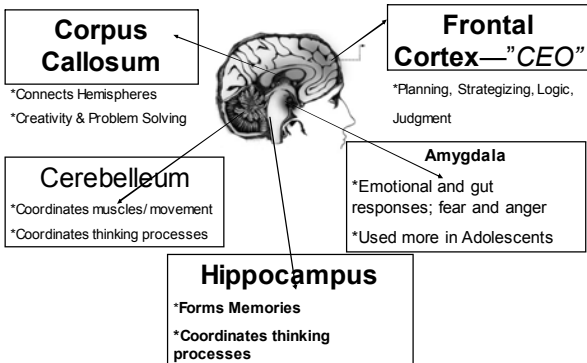 Corpus
Callosum
*Connects Hemispheres
*Creativity & Problem Solving
Frontal
Cortex—"CEO"
*Planning, Strategizing, Logic,
Judgment
Cerebelleum
*Coordinates muscles/ movement
*Coordinates thinking processes
Amygdala
*Emotional and gut
responses; fear and anger
*Used more in Adolescents
Hippocampus
*Forms Memories
*Coordinates thinking
processes